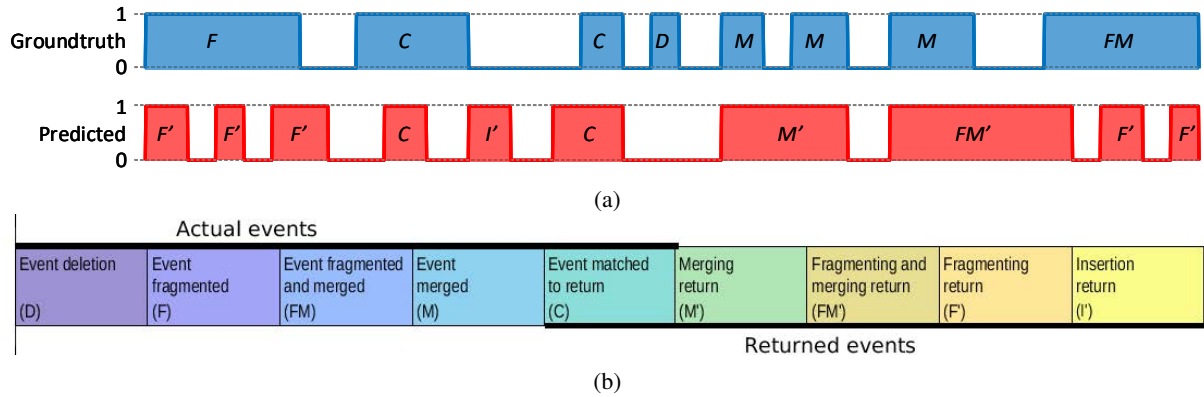 1
Groundtruth
0
F C C D M M M FM
1
Predicted
0
F' F' F' C I' C M' FM' F' F'
(a)
Actual events
Event deletion
(D)
Event
fragmented
(F)
Event fragmented
and merged
(FM)
Event
merged
(M)
Event matched
to return
(C)
Merging
return
(M')
Fragmenting and
merging return
(FM')
Fragmenting
return
(F')
Insertion
return
(I')
Returned events
(b)